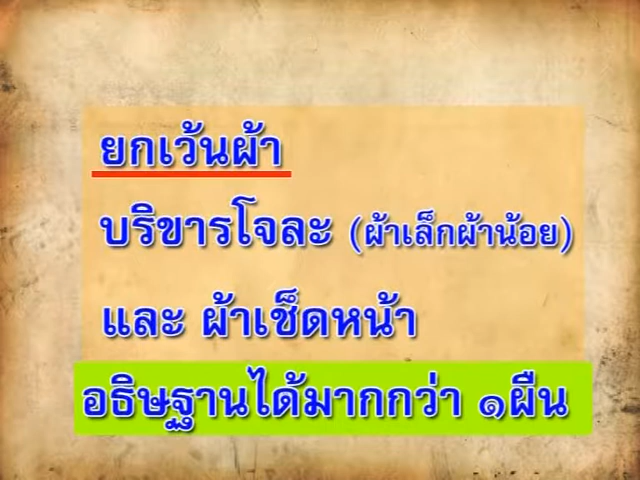 ยกเว้นผ้า
บริขารโจละ (ผ้าเล็กผ้าน้อย)
และ ผ้าเช็ดหน้า
อธิษฐานได้มากกว่า ๑ผืน